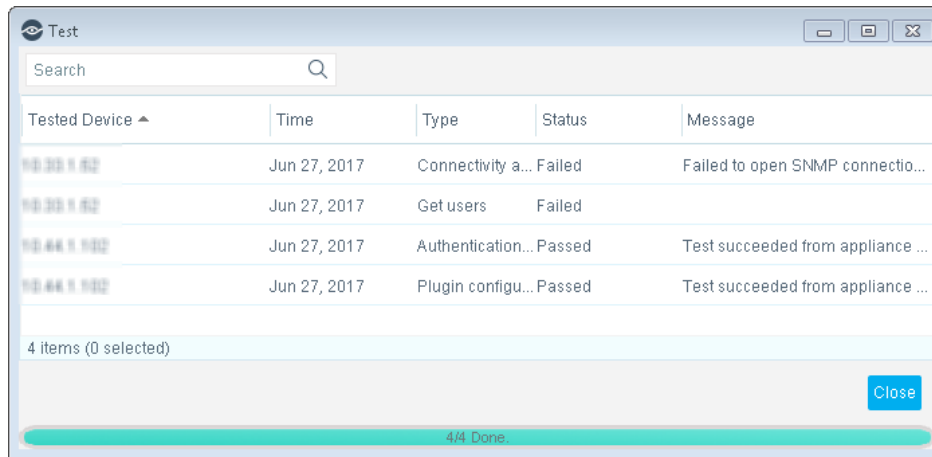 Test
Search
Tested Device Time Type Status Message
Jun 27, 2017 Connectivity a... Failed Failed to open SNMP connectio...
Jun 27, 2017 Get users Failed
Jun 27, 2017 Authentication... Passed Test succeeded from appliance ...
Jun 27, 2017 Plugin configu... Passed Test succeeded from appliance ...
4 items (0 selected)
Close
4/4 Done.